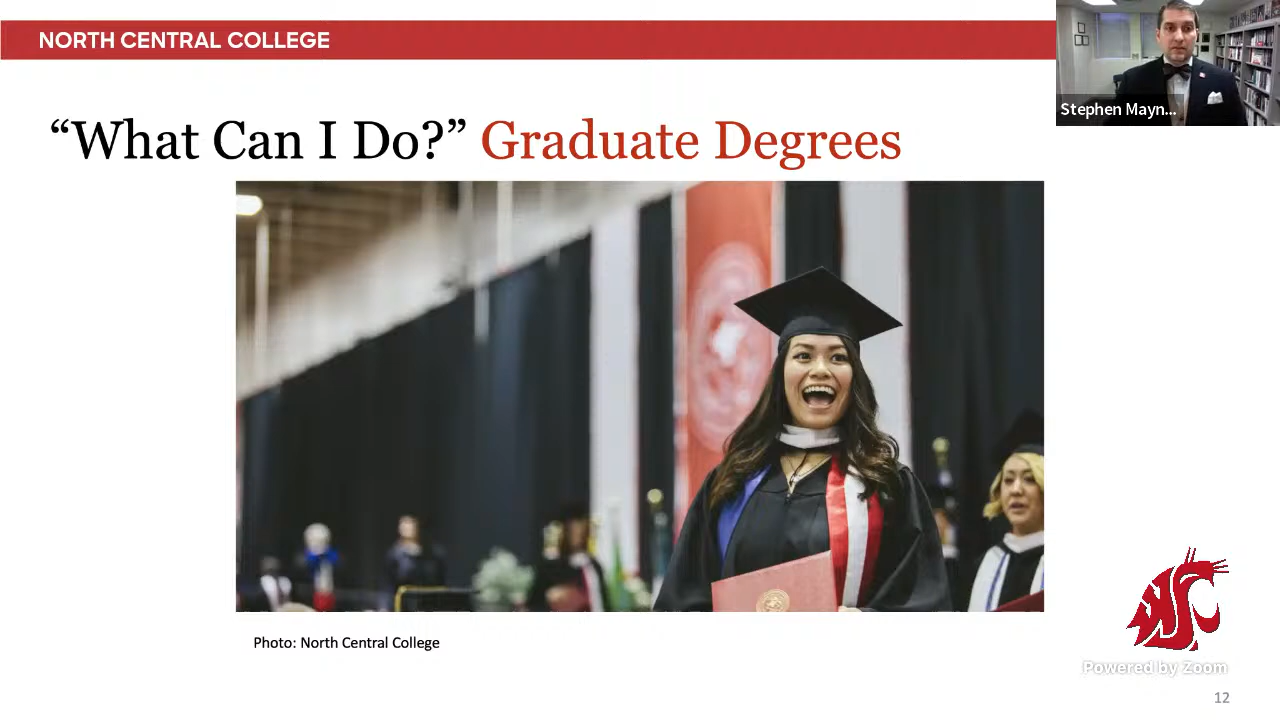 NORTH CENTRAL COLLEGE
Stephen Mayn...
“What Can I Do?” Graduate Degrees
Photo: North Central College
Powered by Zoom
12